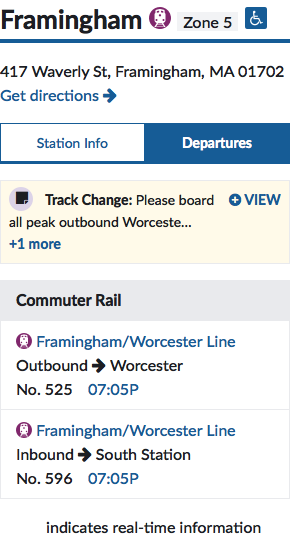 Framingham Zone 5
417 Waverly St, Framingham, MA 01702
Get directions
Station Info
Departures
Track Change: Please board VIEW
all peak outbound Worceste...
+1 more
Commuter Rail
Framingham/Worcester Line
Outbound → Worcester
No. 525 07:05P
Framingham/Worcester Line
Inbound → South Station
No. 596 07:05P
indicates real-time information